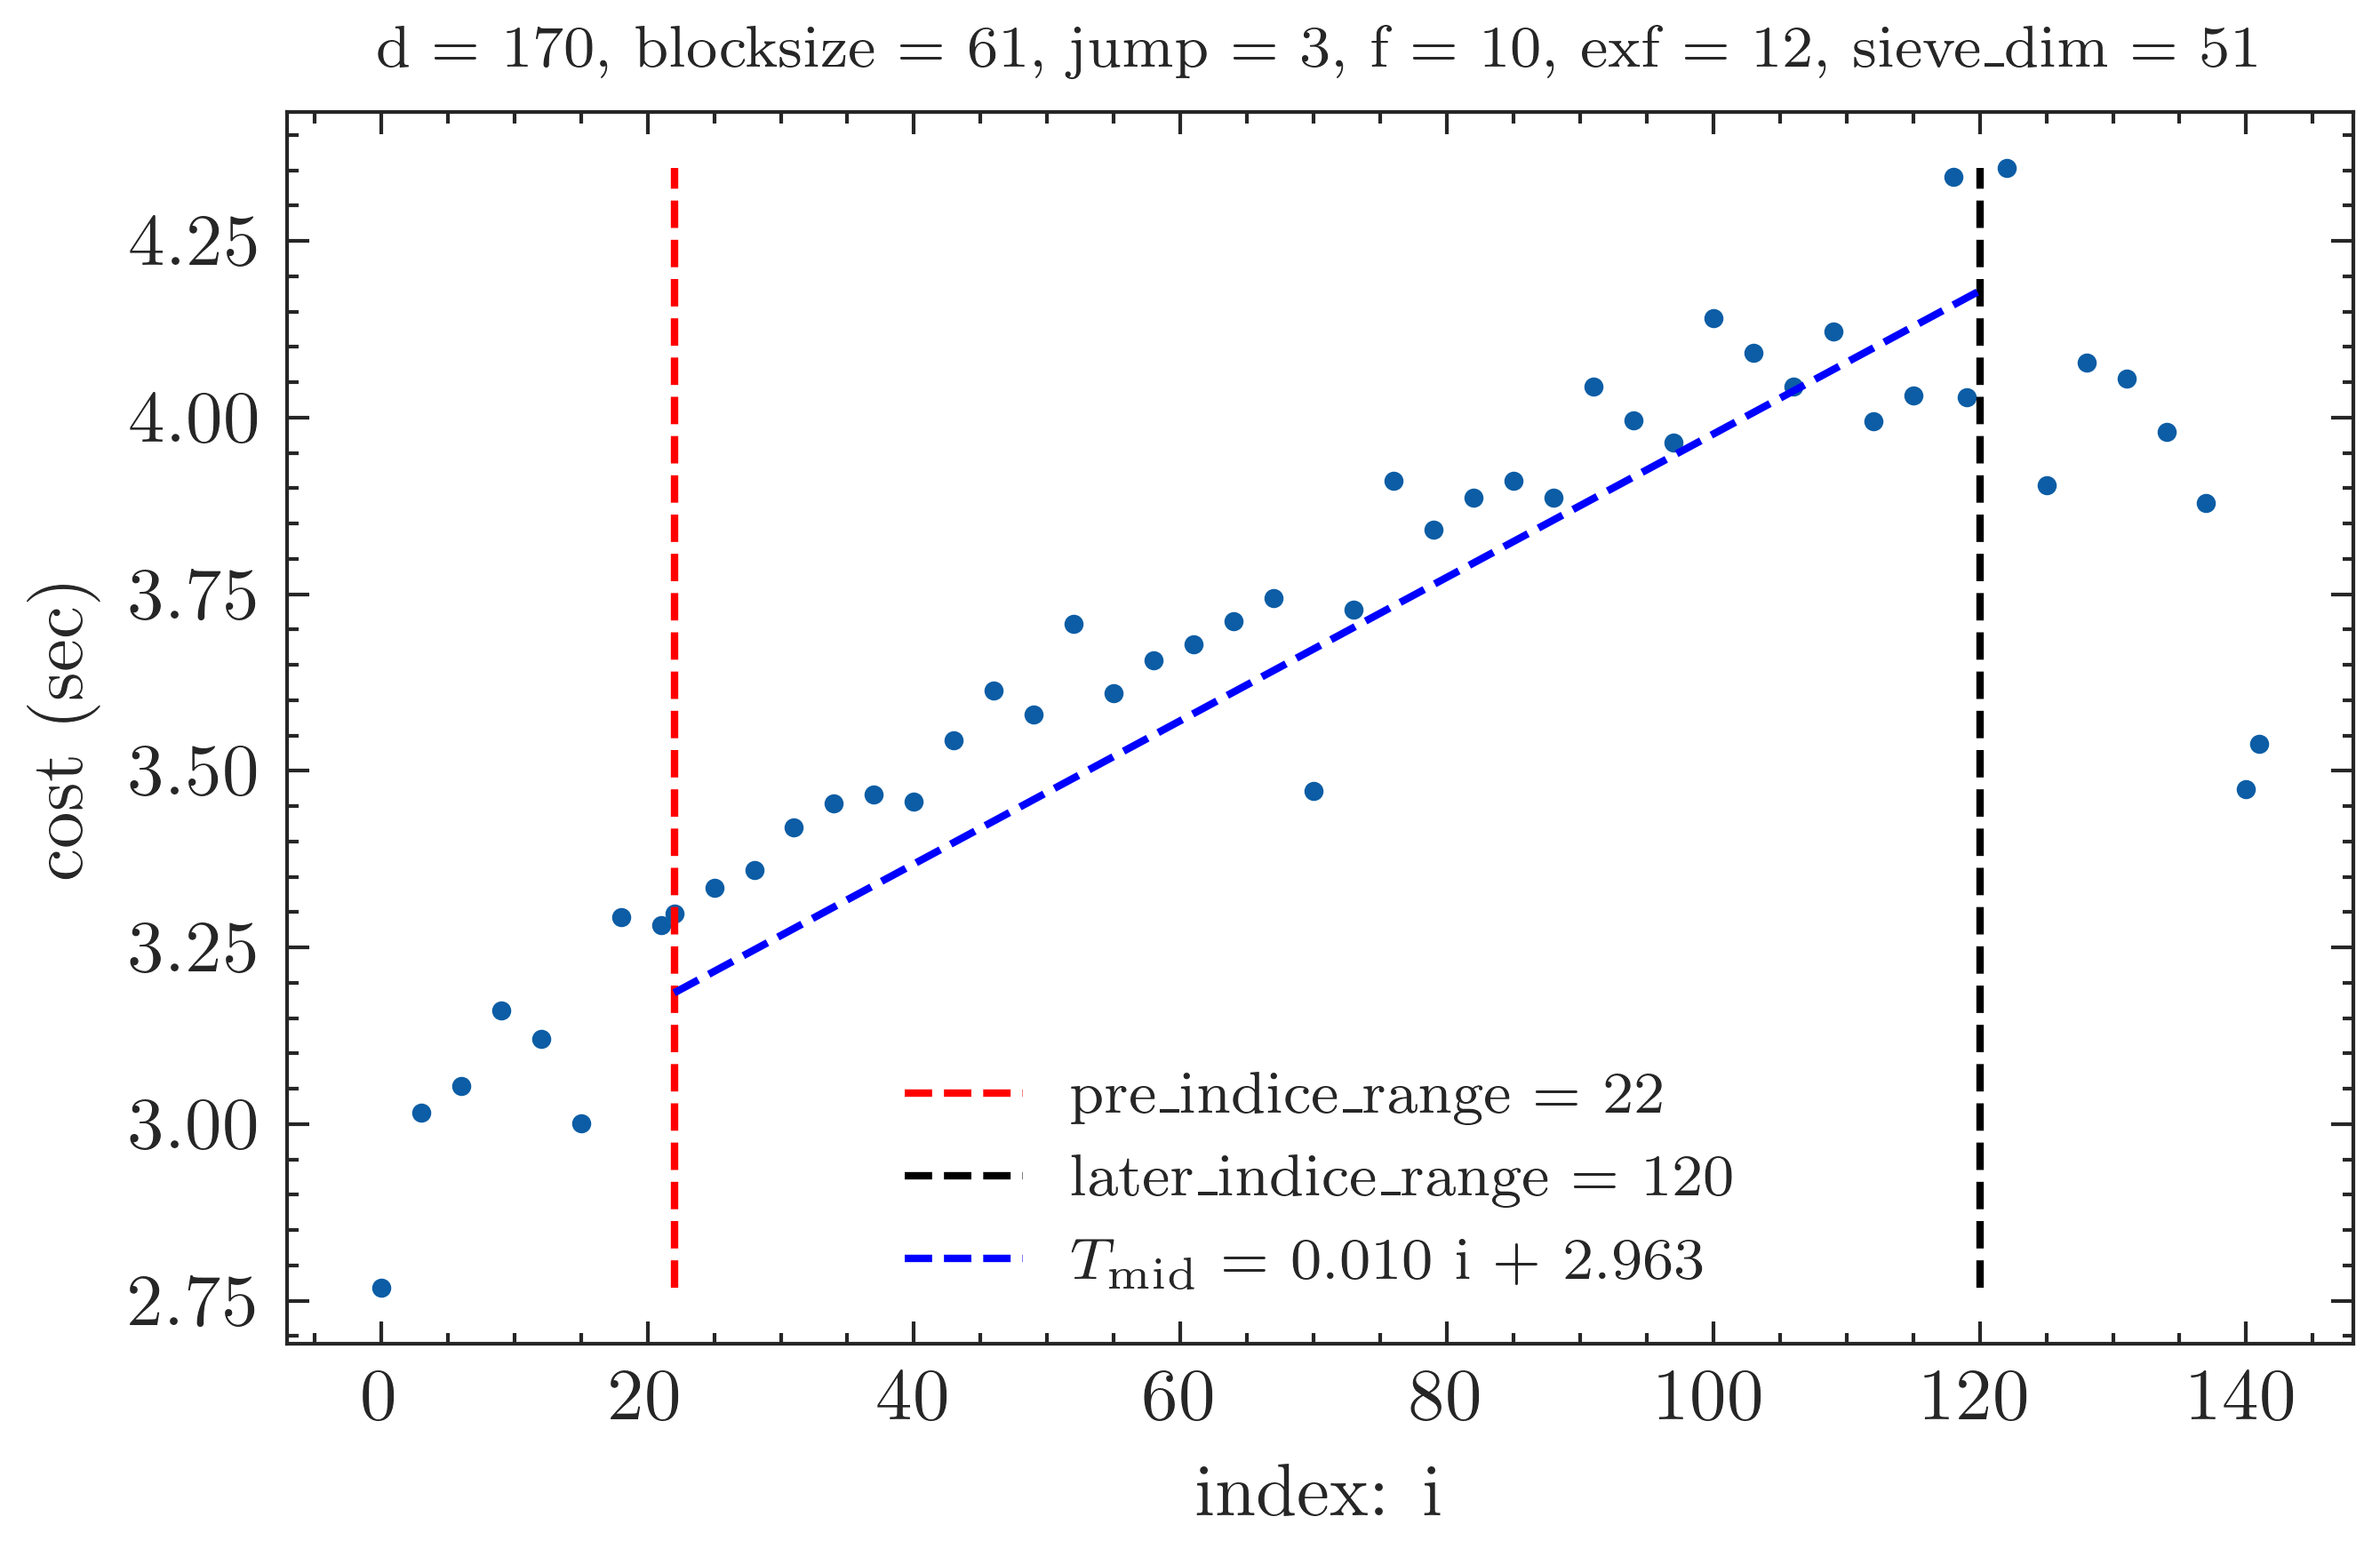 d = 170, blocksize = 61, jump = 3, f = 10, exf = 12, sieve_dim = 51
4.25
4.00
3.75
3.50
3.25
3.00
2.75
cost (sec)
pre_indice_range = 22
later_indice_range = 120
T_mid = 0.010 i + 2.963
0 20 40 60 80 100 120 140
index: i